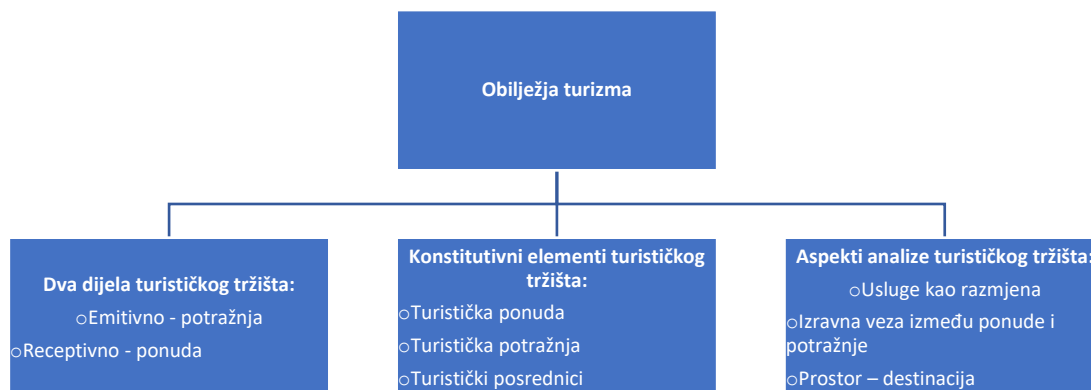 Obilježja turizma
Dva dijela turističkog tržišta:
oEmitivno - potražnja
oReceptivno - ponuda
Konstitutivni elementi turističkog
tržišta:
oTuristička ponuda
oTuristička potražnja
oTuristički posrednici
Aspekti analize turističkog tržišta:
oUsluge kao razmjena
oIzravna veza između ponude i
potražnje
oProstor – destinacija